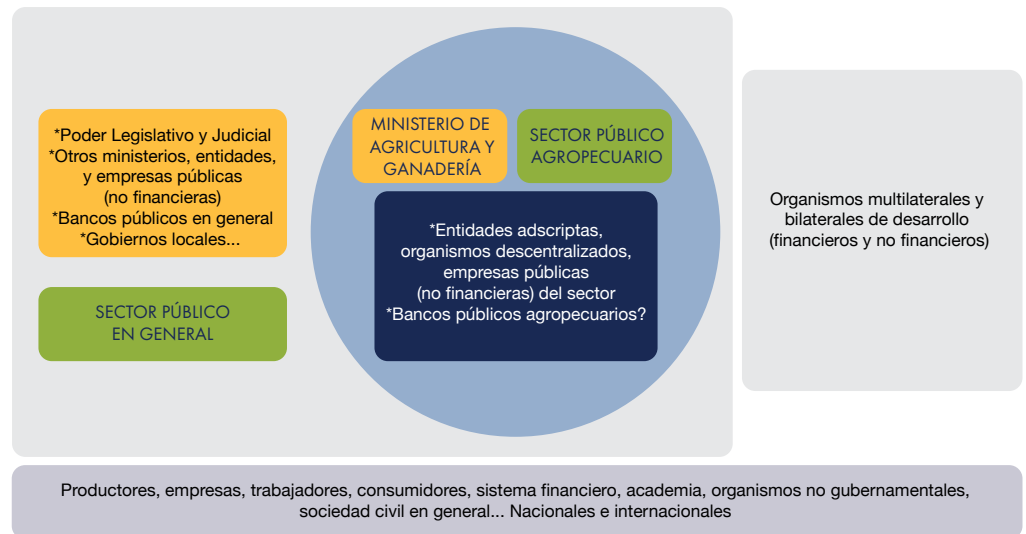 *Poder Legislativo y Judicial
*Otros ministerios, entidades,
y empresas públicas
(no financieras)
*Bancos públicos en general
*Gobiernos locales...
SECTOR PÚBLICO
EN GENERAL
MINISTERIO DE
AGRICULTURA Y
GANADERÍA
SECTOR PÚBLICO
AGROPECUARIO
*Entidades adscriptas,
organismos descentralizados,
empresas públicas
(no financieras) del sector
*Bancos públicos agropecuarios?
Organismos multilaterales y
bilaterales de desarrollo
(financieros y no financieros)
Productores, empresas, trabajadores, consumidores, sistema financiero, academia, organismos no gubernamentales,
sociedad civil en general... Nacionales e internacionales